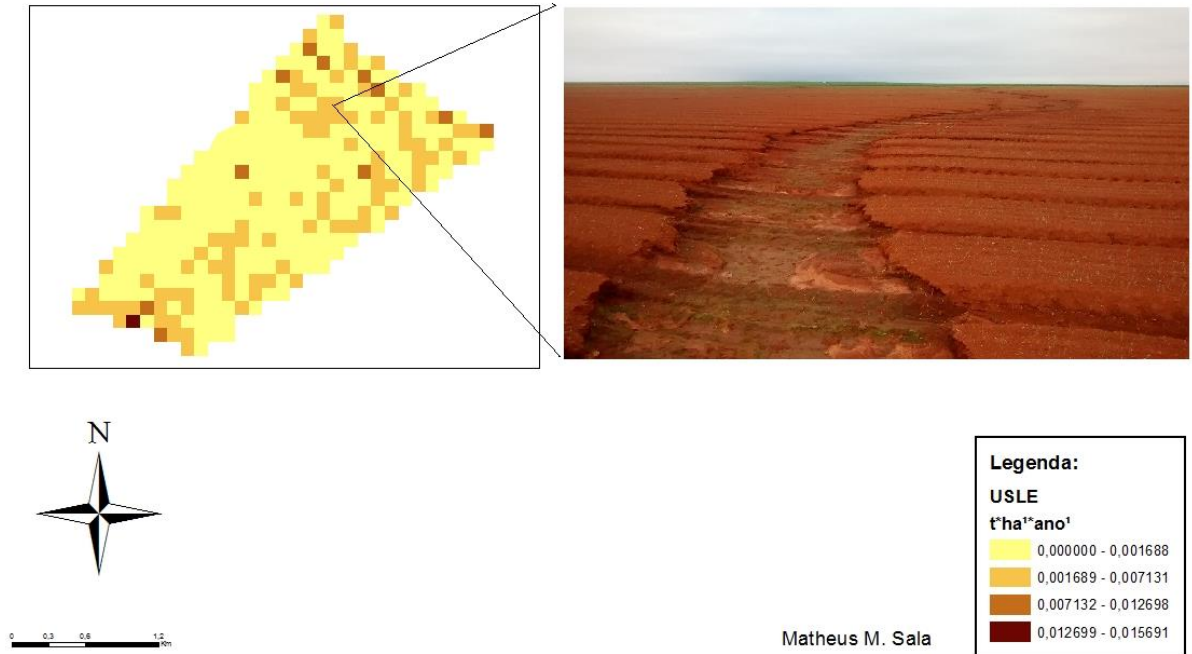 N
0 0,3 0,6 1,2
Km
Matheus M. Sala
Legenda:
USLE
t*ha¹*ano¹
0,000000 - 0,001688
0,001689 - 0,007131
0,007132 - 0,012698
0,012699 - 0,015691